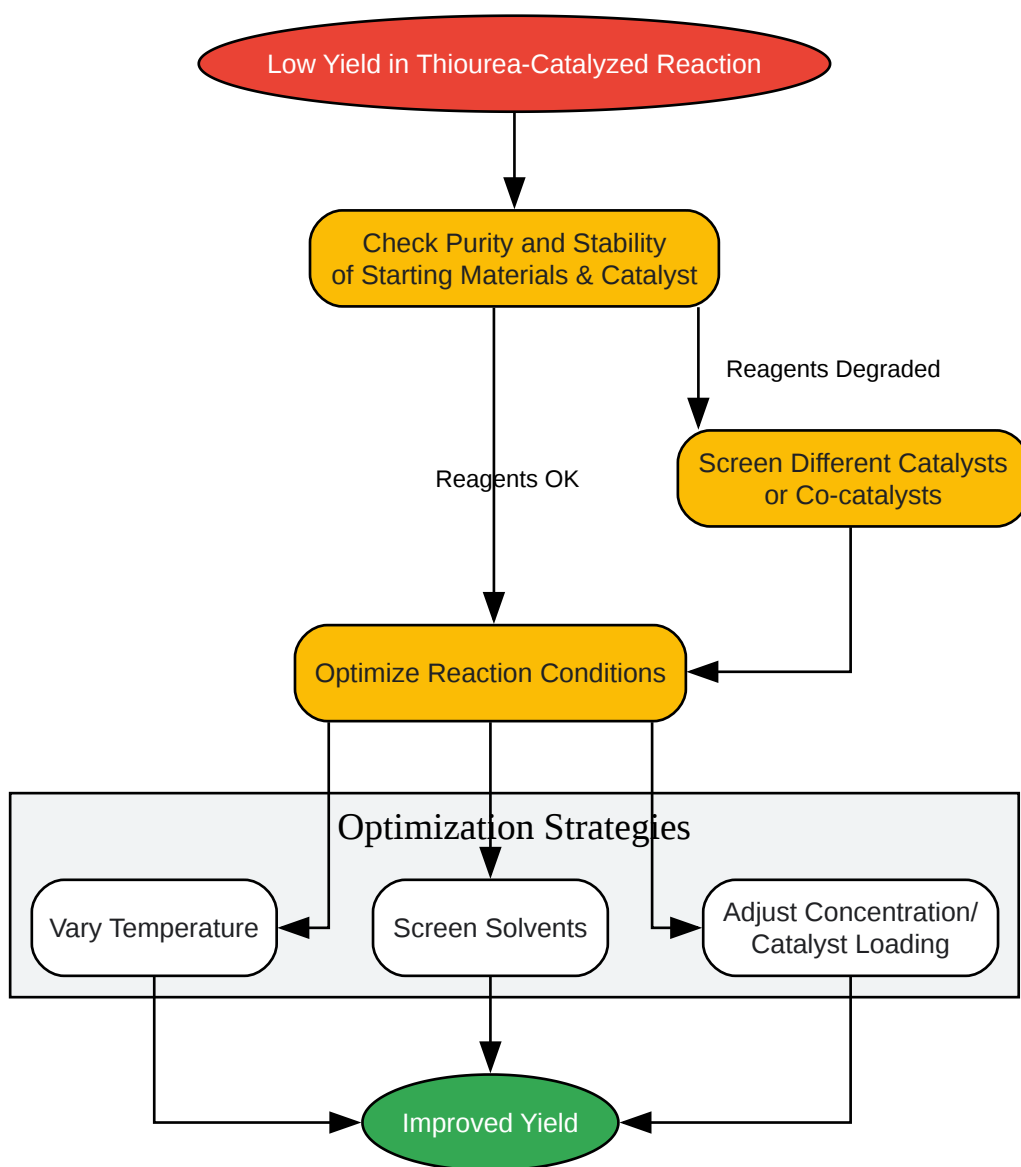 Low Yield in Thiourea-Catalyzed Reaction
Check Purity and Stability
of Starting Materials & Catalyst
Reagents Degraded
Screen Different Catalysts
or Co-catalysts
Reagents OK
Optimize Reaction Conditions
Optimization Strategies
Vary Temperature
Screen Solvents
Adjust Concentration/
Catalyst Loading
Improved Yield